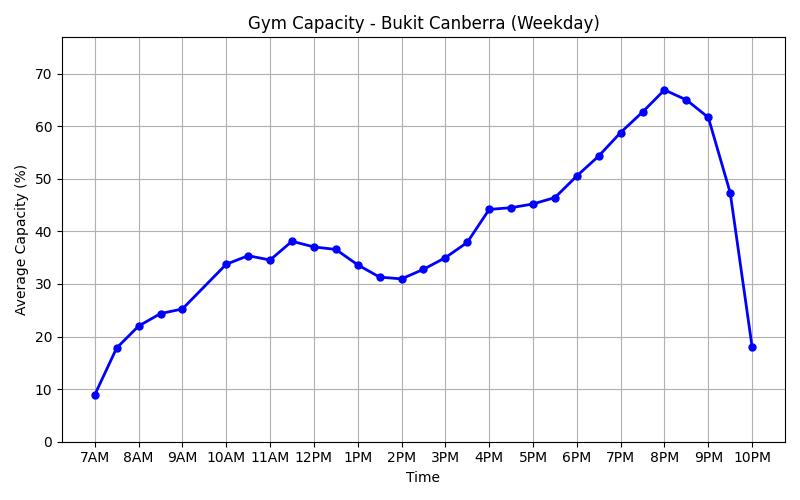 Gym Capacity - Bukit Canberra (Weekday)
Average Capacity (%)
70
60
50
40
30
20
10
0
7AM 8AM 9AM 10AM 11AM 12PM 1PM 2PM 3PM 4PM 5PM 6PM 7PM 8PM 9PM 10PM
Time